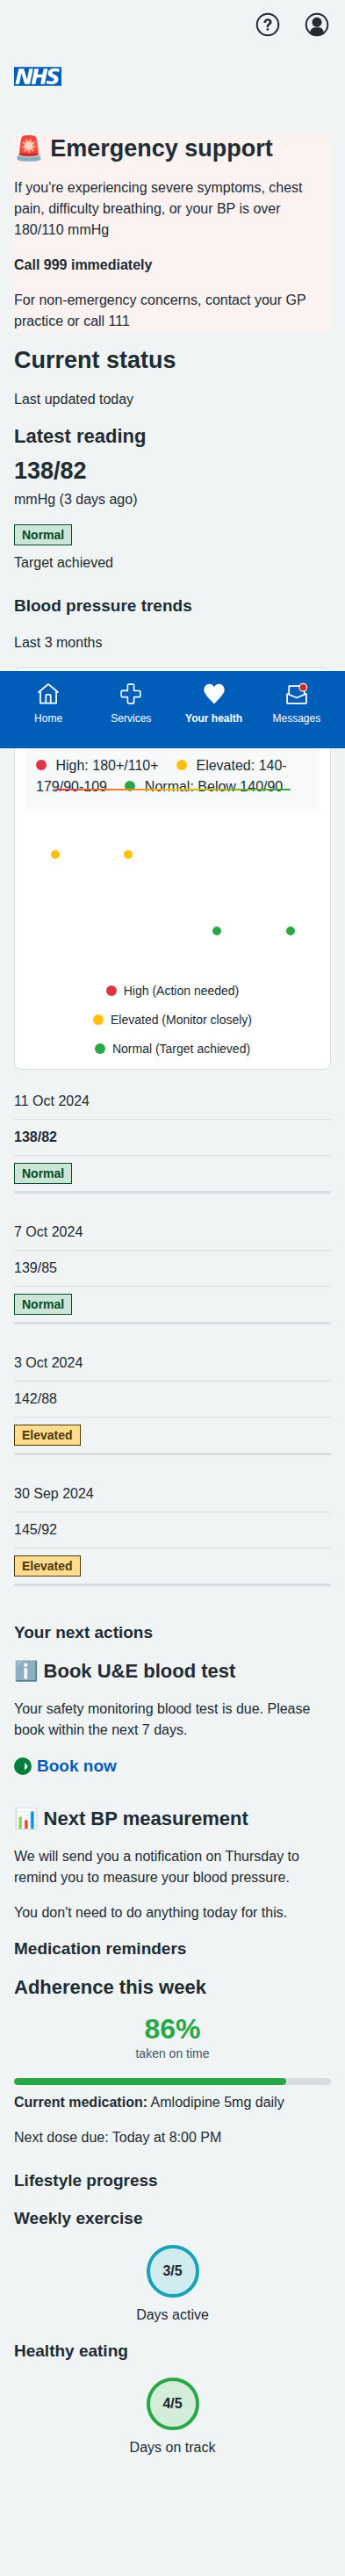 NHS
🚨 Emergency support
If you're experiencing severe symptoms, chest
pain, difficulty breathing, or your BP is over
180/110 mmHg
Call 999 immediately
For non-emergency concerns, contact your GP
practice or call 111
Current status
Last updated today
Latest reading
138/82
mmHg (3 days ago)
Normal
Target achieved
Blood pressure trends
Last 3 months
Home Services Your health Messages
High: 180+/110+ Elevated: 140-
179/90-109 Normal: Below 140/90
High (Action needed)
Elevated (Monitor closely)
Normal (Target achieved)
11 Oct 2024
138/82
Normal
7 Oct 2024
139/85
Normal
3 Oct 2024
142/88
Elevated
30 Sep 2024
145/92
Elevated
Your next actions
ℹ️ Book U&E blood test
Your safety monitoring blood test is due. Please
book within the next 7 days.
Book now
📊 Next BP measurement
We will send you a notification on Thursday to
remind you to measure your blood pressure.
You don't need to do anything today for this.
Medication reminders
Adherence this week
86%
taken on time
Current medication: Amlodipine 5mg daily
Next dose due: Today at 8:00 PM
Lifestyle progress
Weekly exercise
3/5
Days active
Healthy eating
4/5
Days on track